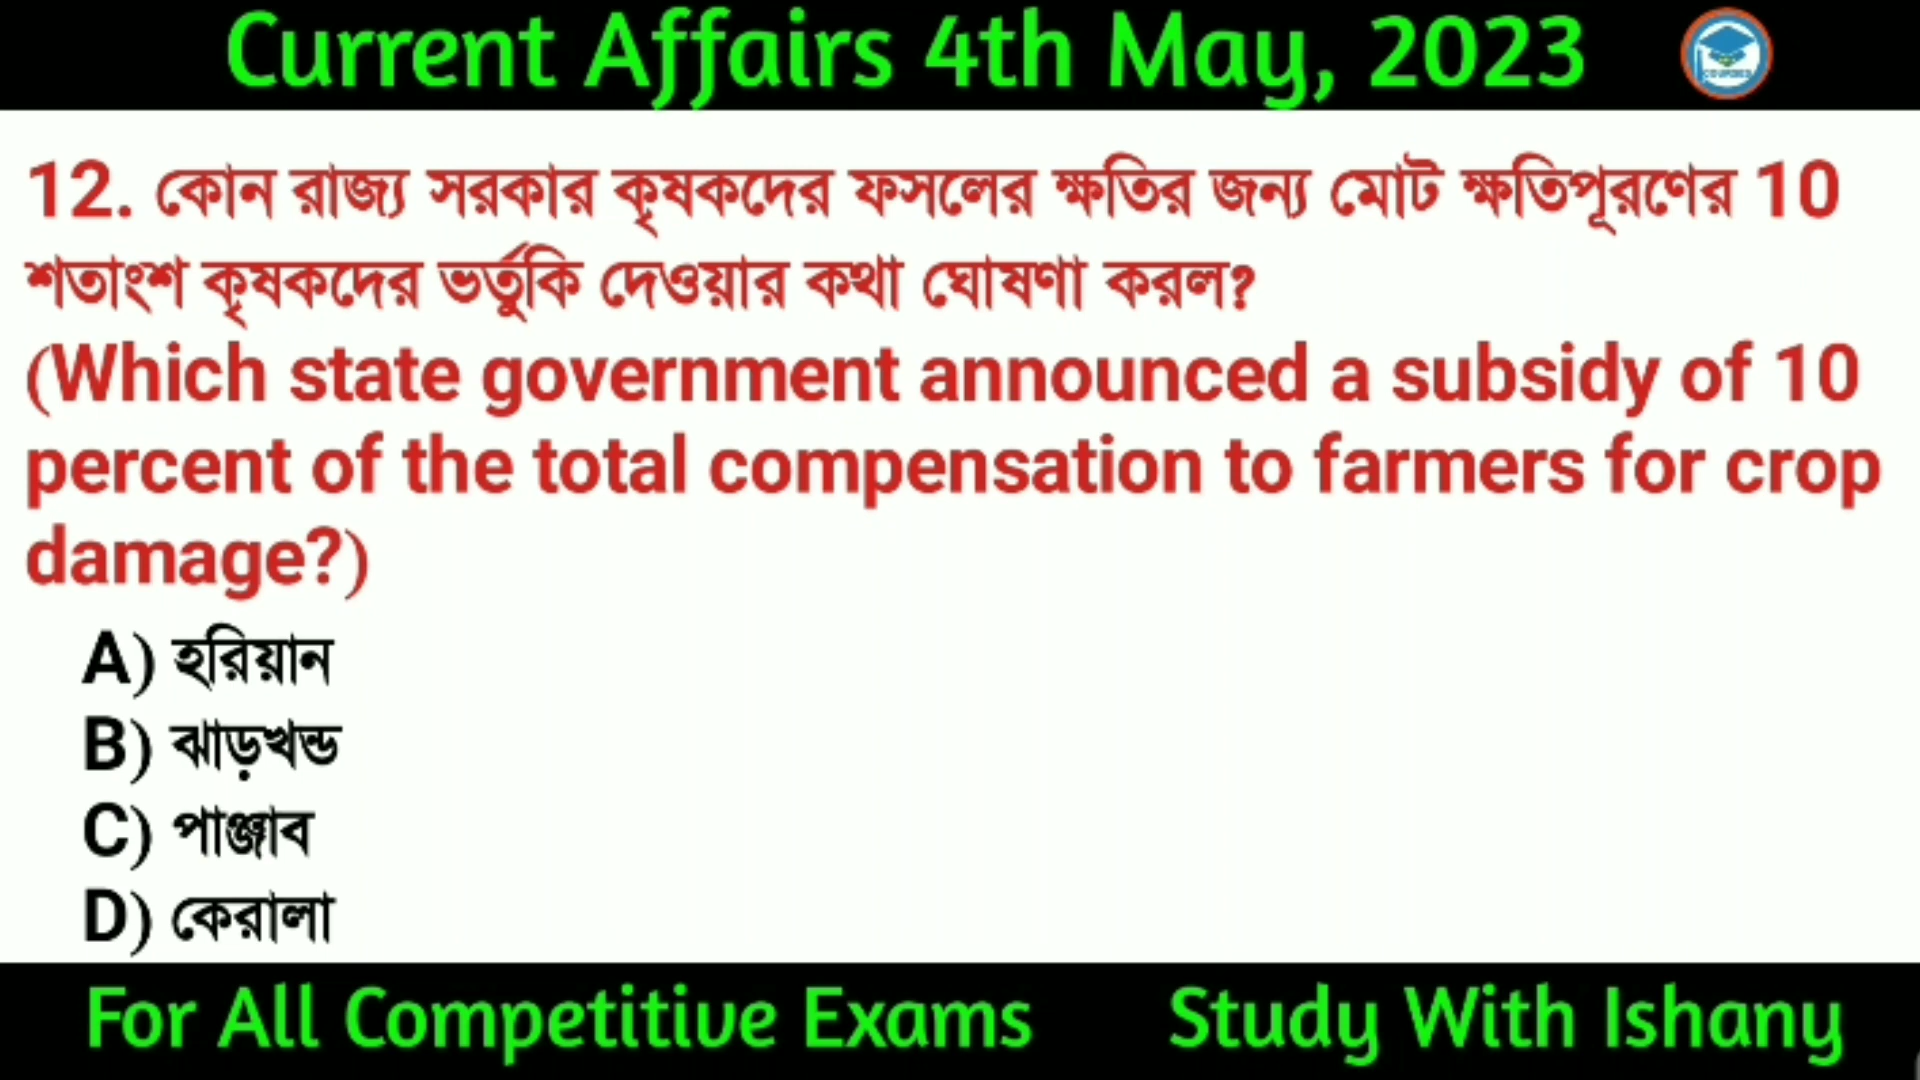 Current Affairs 4th May, 2023
12. কোন রাজ্য সরকার কৃষকদের ফসলের ক্ষতির জন্য মোট ক্ষতিপূরণের 10
শতাংশ কৃষকদের ভর্তুকি দেওয়ার কথা ঘোষণা করল?
(Which state government announced a subsidy of 10
percent of the total compensation to farmers for crop
damage?)
A) হরিয়ান
B) ঝাড়খন্ড
C) পাঞ্জাব
D) কেরালা
For All Competitive Exams Study With Ishany